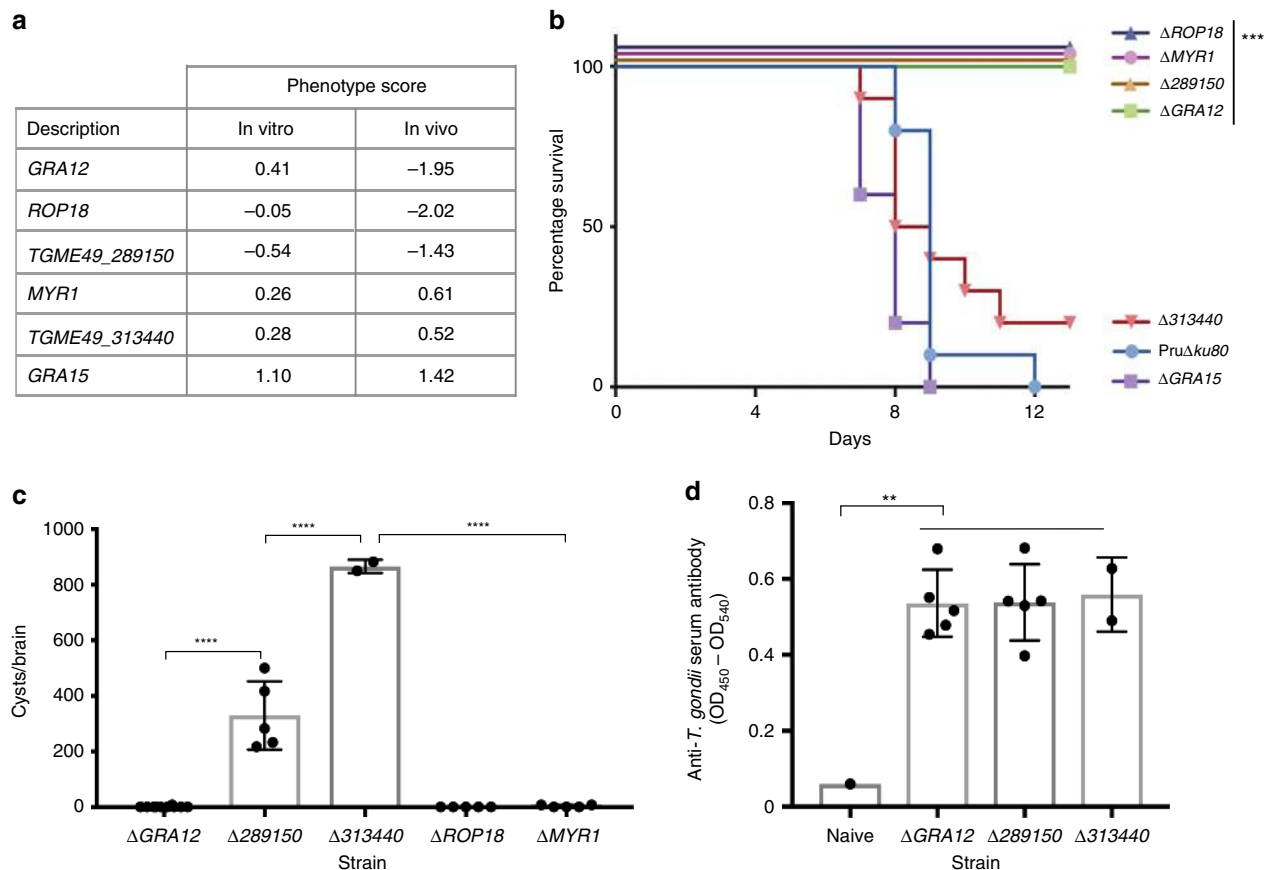 a
Phenotype score
Description In vitro In vivo
GRA12 0.41 –1.95
ROP18 –0.05 –2.02
TGME49_289150 –0.54 –1.43
MYR1 0.26 0.61
TGME49_313440 0.28 0.52
GRA15 1.10 1.42
b
Percentage survival
100
50
0
0 4 8 12
Days
ΔROP18
ΔMYR1
Δ289150
ΔGRA12
***
Δ313440
PruΔku80
ΔGRA15
c
Cysts/brain
1000
800
600
400
200
0
****
****
****
ΔGRA12 Δ289150 Δ313440 ΔROP18 ΔMYR1
Strain
d
Anti-T. gondii serum antibody
(OD450 – OD540)
0.8
0.6
0.4
0.2
0
**
Naive ΔGRA12 Δ289150 Δ313440
Strain